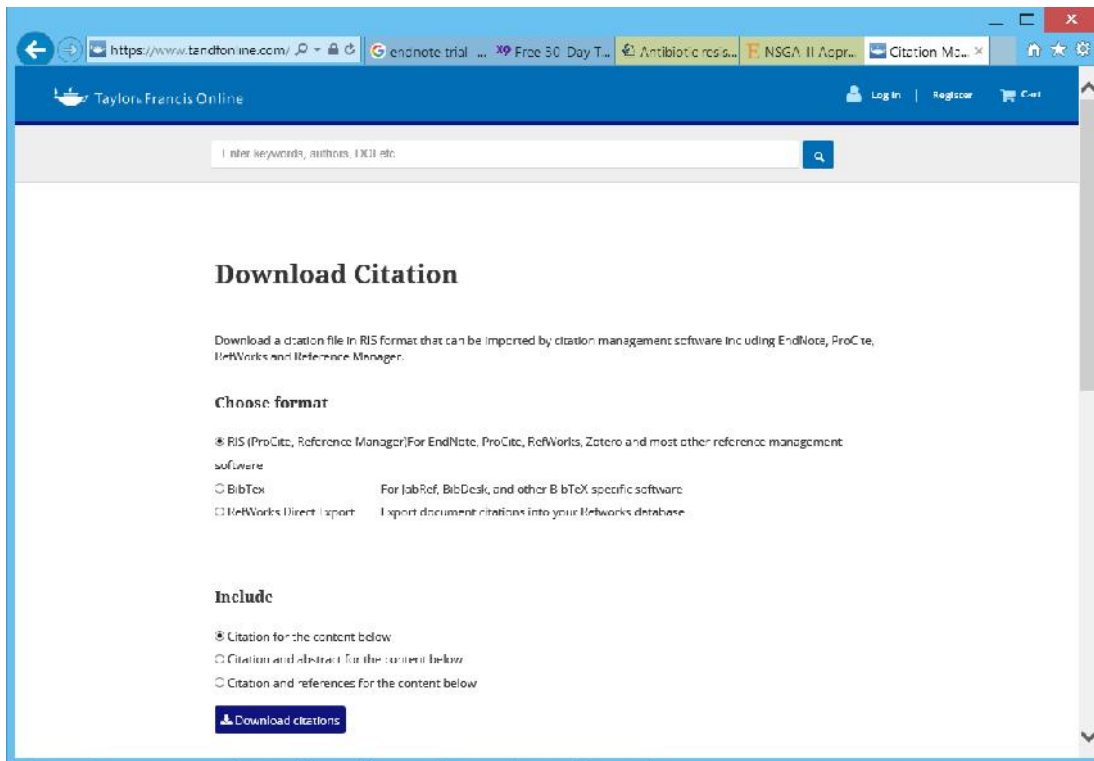 https://www.tandfonline.com/
endnote trial - ...
Free 30 Day T...
Antibiotic resis...
NSGA-II Appr...
Citation Ma...
Taylor & Francis Online
Log in | Register
Cart
Enter keywords, authors, DOI etc
Download Citation
Download a citation file in RIS format that can be imported by citation management software including EndNote, ProCite,
RefWorks and Reference Manager.
Choose format
RIS (ProCite, Reference Manager)For EndNote, ProCite, RefWorks, Zotero and most other reference management
software
BibTex For JabRef, BibDesk, and other BibTeX specific software
RefWorks Direct Export Export document citations into your Refworks database
Include
Citation for the content below
Citation and abstract for the content below
Citation and references for the content below
Download citations